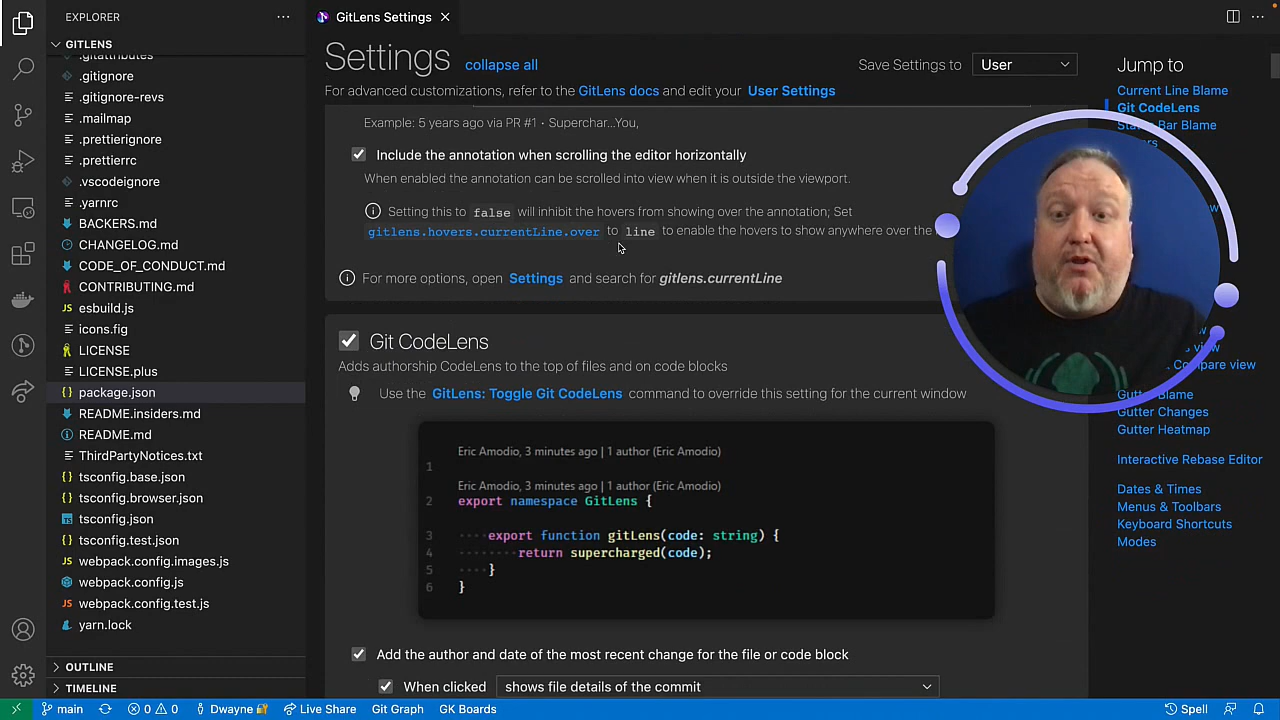 EXPLORER
GITLENS
.gitattributes
.gitignore
.gitignore-revs
.mailmap
.prettierignore
.prettierrc
.vscodeignore
.yarnrc
BACKERS.md
CHANGELOG.md
CODE_OF_CONDUCT.md
CONTRIBUTING.md
esbuild.js
icons.fig
LICENSE
LICENSE.plus
package.json
README.insiders.md
README.md
ThirdPartyNotices.txt
tsconfig.base.json
tsconfig.browser.json
tsconfig.json
tsconfig.test.json
webpack.config.images.js
webpack.config.js
webpack.config.test.js
yarn.lock
OUTLINE
TIMELINE
GitLens Settings
Settings collapse all
Save Settings to User
For advanced customizations, refer to the GitLens docs and edit your User Settings
Example: 5 years ago via PR #1 • Superchar...You,
Include the annotation when scrolling the editor horizontally
When enabled the annotation can be scrolled into view when it is outside the viewport.
Setting this to false will inhibit the hovers from showing over the annotation; Set
gitlens.hovers.currentLine.over to line to enable the hovers to show anywhere over the
For more options, open Settings and search for gitlens.currentLine
Git CodeLens
Adds authorship CodeLens to the top of files and on code blocks
Use the GitLens: Toggle Git CodeLens command to override this setting for the current window
Eric Amodio, 3 minutes ago | 1 author (Eric Amodio)
1
Eric Amodio, 3 minutes ago | 1 author (Eric Amodio)
2 export namespace GitLens {
3 ····export function gitLens(code: string) {
4 ········return supercharged(code);
5 ····}
6 }
Add the author and date of the most recent change for the file or code block
When clicked shows file details of the commit
Jump to
Current Line Blame
Git CodeLens
Status Bar Blame
view
Compare view
Gutter Blame
Gutter Changes
Gutter Heatmap
Interactive Rebase Editor
Dates & Times
Menus & Toolbars
Keyboard Shortcuts
Modes
main 0 0 Dwayne Live Share Git Graph GK Boards Spell